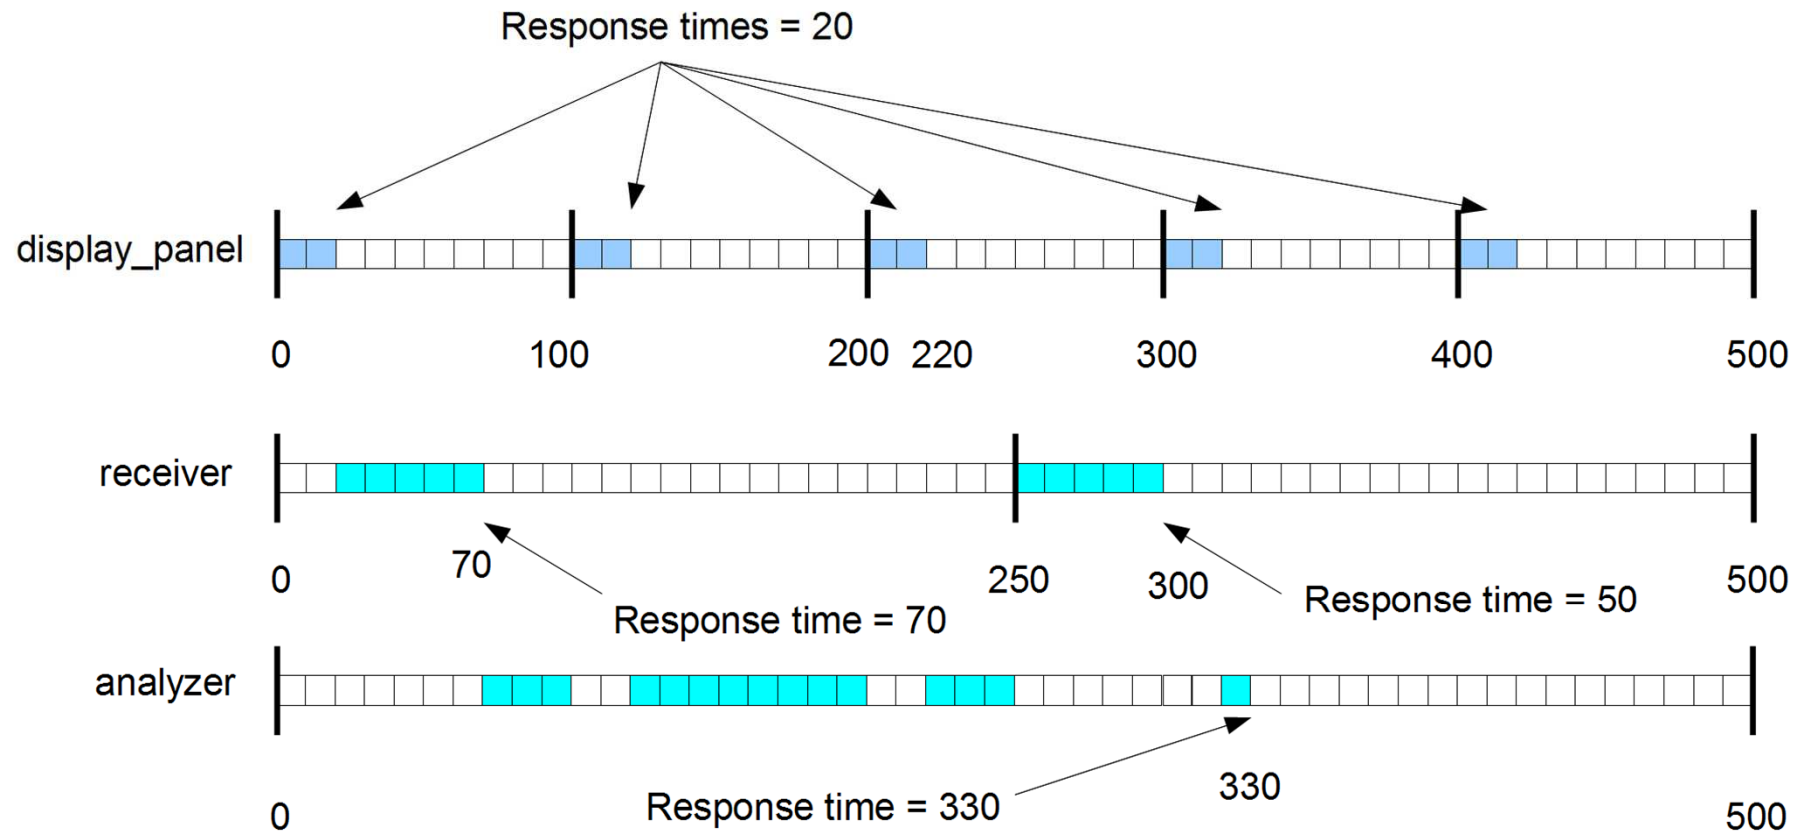 Response times = 20
display_panel
0 100 200 220 300 400 500
receiver
0 70 250 300 500
Response time = 70
Response time = 50
analyzer
0 330 500
Response time = 330